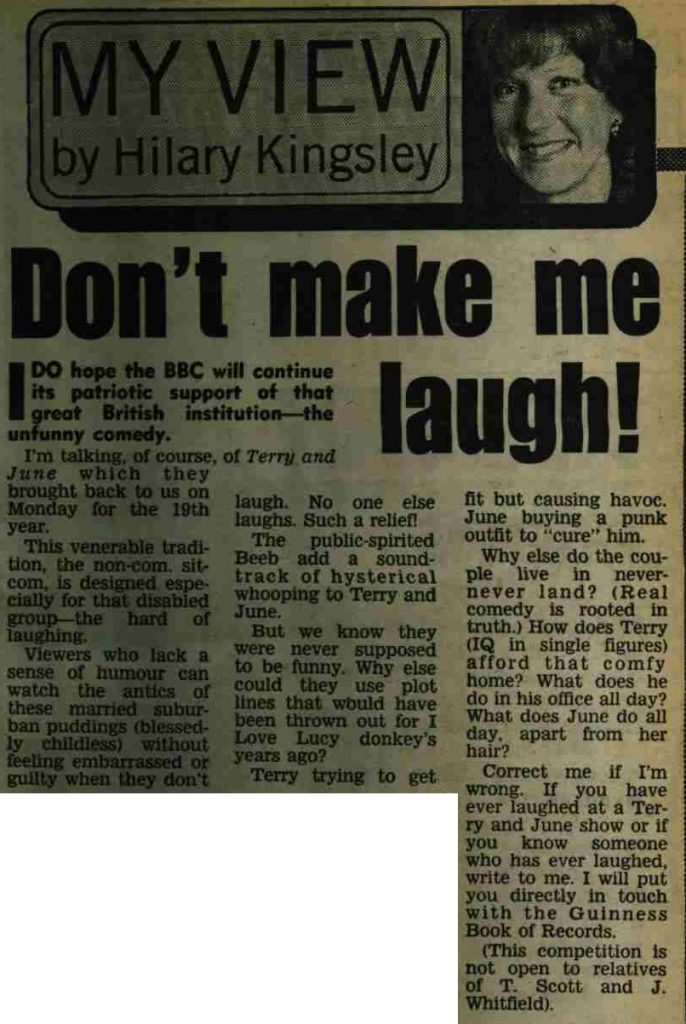 MY VIEW
by Hilary Kingsley
Don't make me
laugh!
I DO hope the BBC will continue
its patriotic support of that
great British institution—the
unfunny comedy.
I'm talking, of course, of Terry and
June which they
brought back to us on
Monday for the 19th
year.
This venerable tradi-
tion, the non-com. sit-
com, is designed espe-
cially for that disabled
group—the hard of
laughing.
Viewers who lack a
sense of humour can
watch the antics of
these married subur-
ban puddings (blessed-
ly childless) without
feeling embarrassed or
guilty when they don't
laugh. No one else
laughs. Such a relief!
The public-spirited
Beeb add a sound-
track of hysterical
whooping to Terry and
June.
But we know they
were never supposed
to be funny. Why else
could they use plot
lines that would have
been thrown out for I
Love Lucy donkey's
years ago?
Terry trying to get
fit but causing havoc.
June buying a punk
outfit to "cure" him.
Why else do the cou-
ple live in never-
never land? (Real
comedy is rooted in
truth.) How does Terry
(IQ in single figures)
afford that comfy
home? What does he
do in his office all day?
What does June do all
day, apart from her
hair?
Correct me if I'm
wrong. If you have
ever laughed at a Ter-
ry and June show or if
you know someone
who has ever laughed,
write to me. I will put
you directly in touch
with the Guinness
Book of Records.
(This competition is
not open to relatives
of T. Scott and J.
Whitfield).